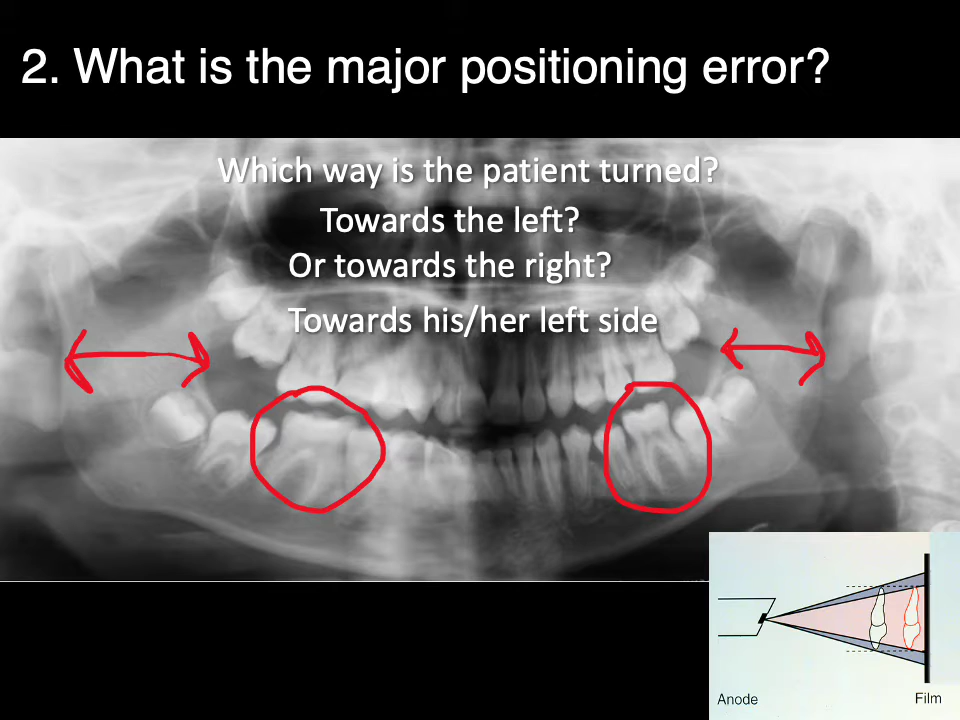 2. What is the major positioning error?
Which way is the patient turned?
Towards the left?
Or towards the right?
Towards his/her left side
Anode
Film